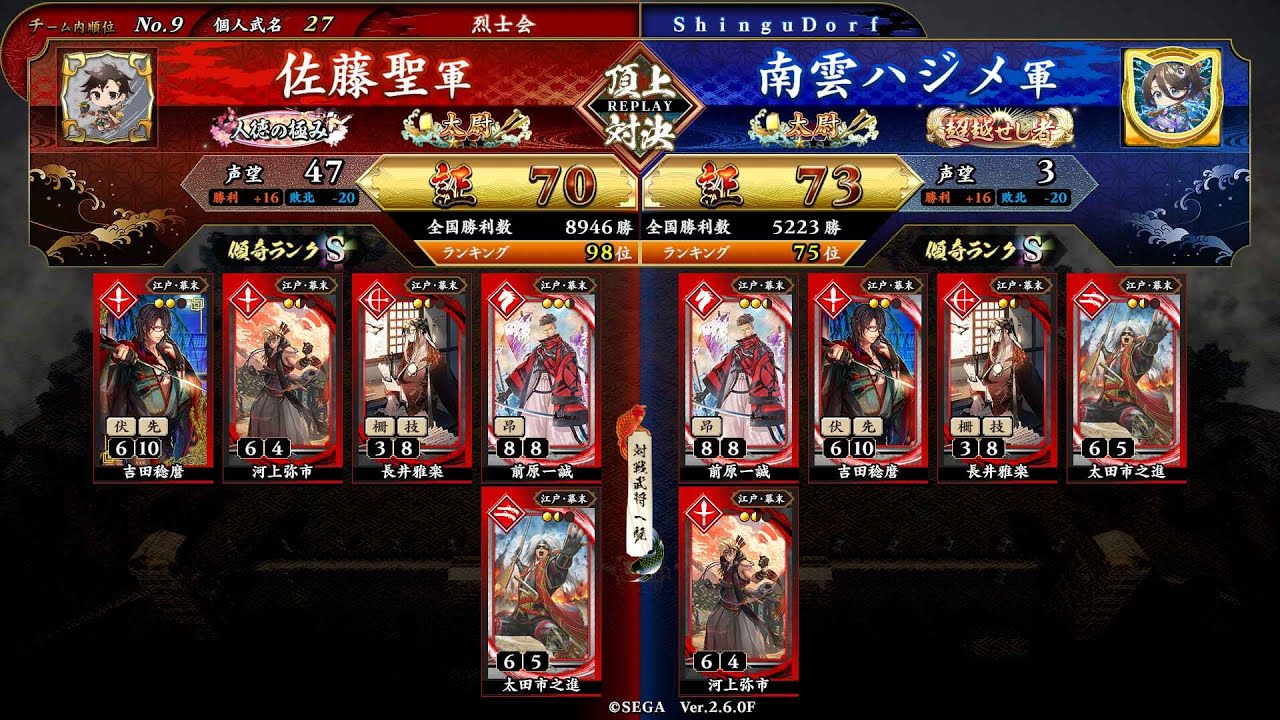 チーム内順位 No.9 個人武名 27 烈士会 ShinguDorf
佐藤聖軍 頂上 REPLAY 対決 南雲ハジメ軍
人徳の極み 太尉 太尉 超越せし者
声望 47 証 70 証 73 声望 3
勝利 +16 敗北 -20 勝利 +16 敗北 -20
全国勝利数 8946勝 全国勝利数 5223勝
傾奇ランクS ランキング 98位 ランキング 75位 傾奇ランクS
江戸・幕末 江戸・幕末 江戸・幕末 江戸・幕末 江戸・幕末 江戸・幕末 江戸・幕末 江戸・幕末
伏 先 柵 技 昂 昂 伏 先 柵 技
6 10 6 4 3 8 8 8 8 8 6 10 3 8 6 5
吉田稔麿 河上弥市 長井雅楽 前原一誠 前原一誠 吉田稔麿 長井雅楽 太田市之進
対戦武将一覧
江戸・幕末 江戸・幕末
6 5 6 4
太田市之進 河上弥市
©SEGA Ver.2.6.0F